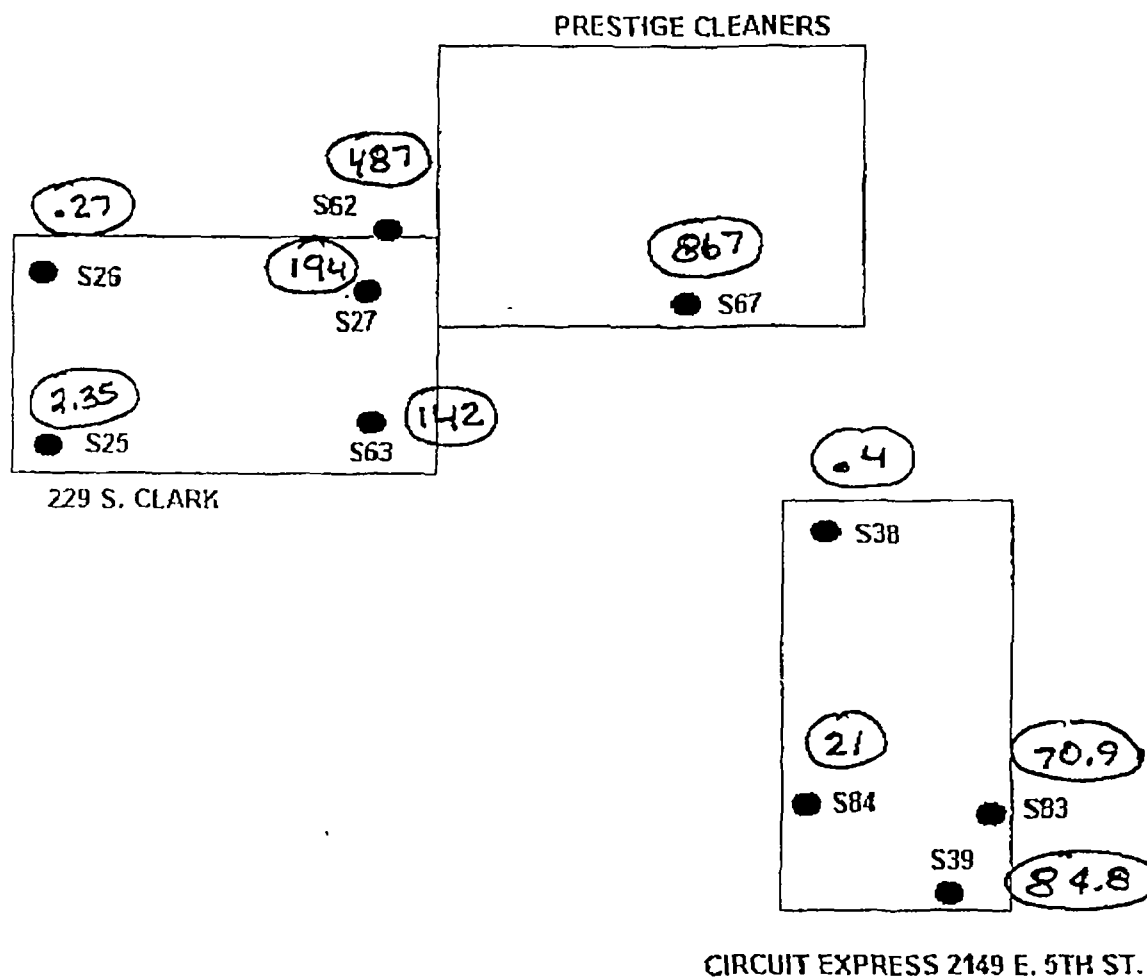 PRESTIGE CLEANERS
487
.27
S62
194
867
S26
S27
S67
2.35
142
S25
S63
229 S. CLARK
.4
S38
21
70.9
S84
S83
S39
84.8
CIRCUIT EXPRESS 2149 E. 5TH ST.